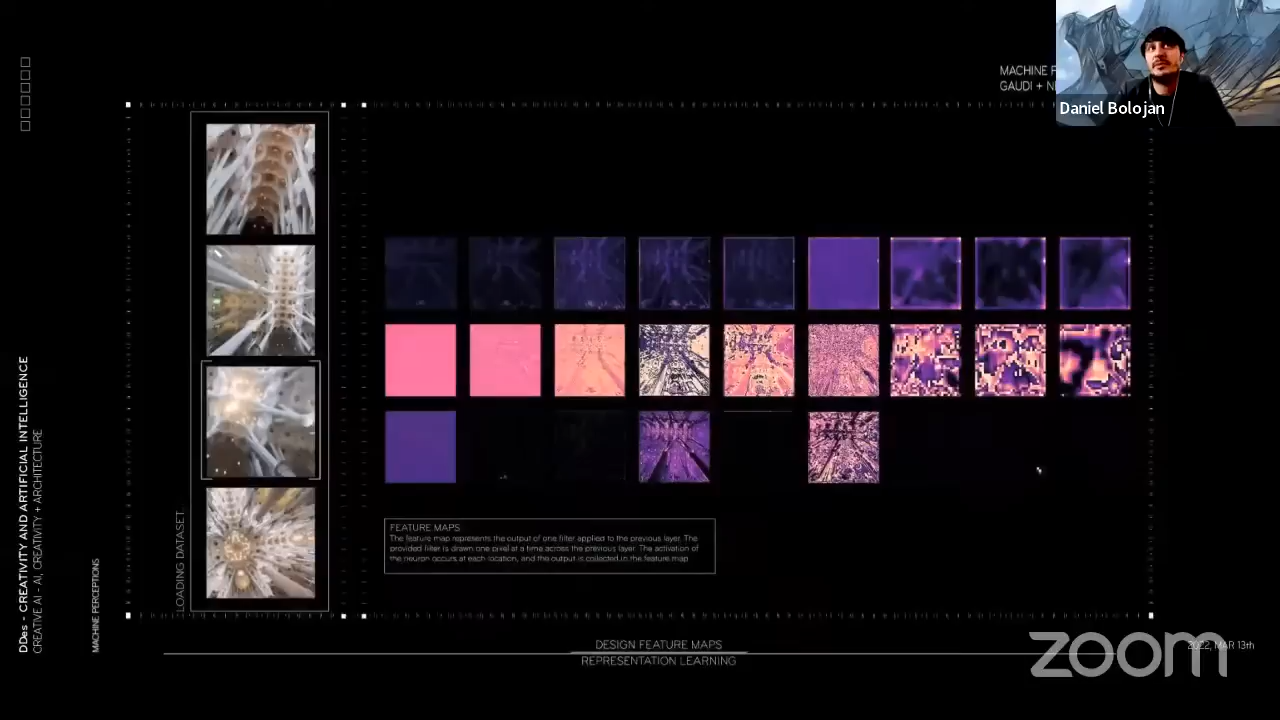 MACHINE
GAUDI +
Daniel Bolojan
DDes - CREATIVITY AND ARTIFICIAL INTELLIGENCE
CREATIVE AI - AI, CREATIVITY + ARCHITECTURE
MACHINE PERCEPTIONS
LOADING DATASET
FEATURE MAPS
The feature map represents the output of one filter applied to the previous layer. The
provided filter is drawn one pixel at a time across the previous layer. The activation of
the neuron occurs at each location, and the output is collected in the feature map
DESIGN FEATURE MAPS
REPRESENTATION LEARNING
2022, MAR 13th
zoom